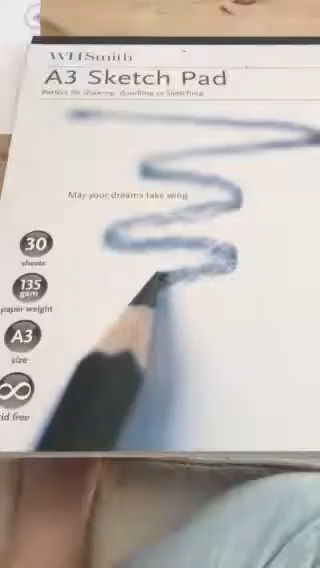 WHSmith
A3 Sketch Pad
Perfect for drawing, doodling or sketching
May your dreams take wing
30
sheets
135
gsm
paper weight
A3
size
id free